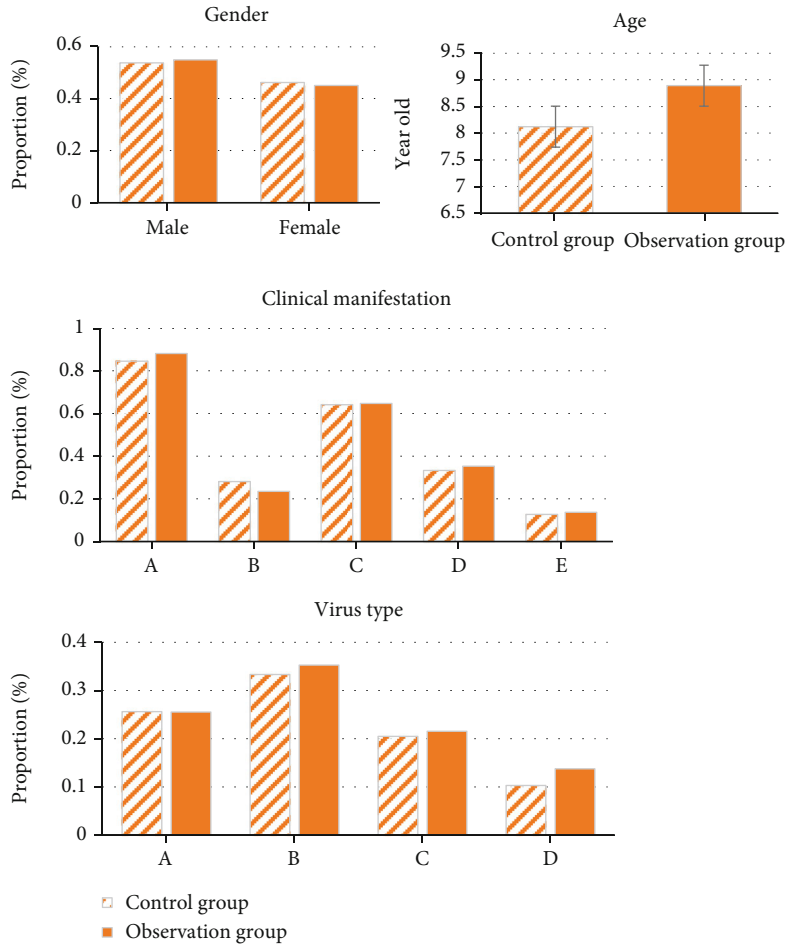 Gender
Proportion (%)
0.6
0.4
0.2
0
Male
Female
Age
Year old
9.5
9
8.5
8
7.5
7
6.5
Control group
Observation group
Clinical manifestation
Proportion (%)
1
0.8
0.6
0.4
0.2
0
A
B
C
D
E
Virus type
Proportion (%)
0.4
0.3
0.2
0.1
0
A
B
C
D
Control group
Observation group